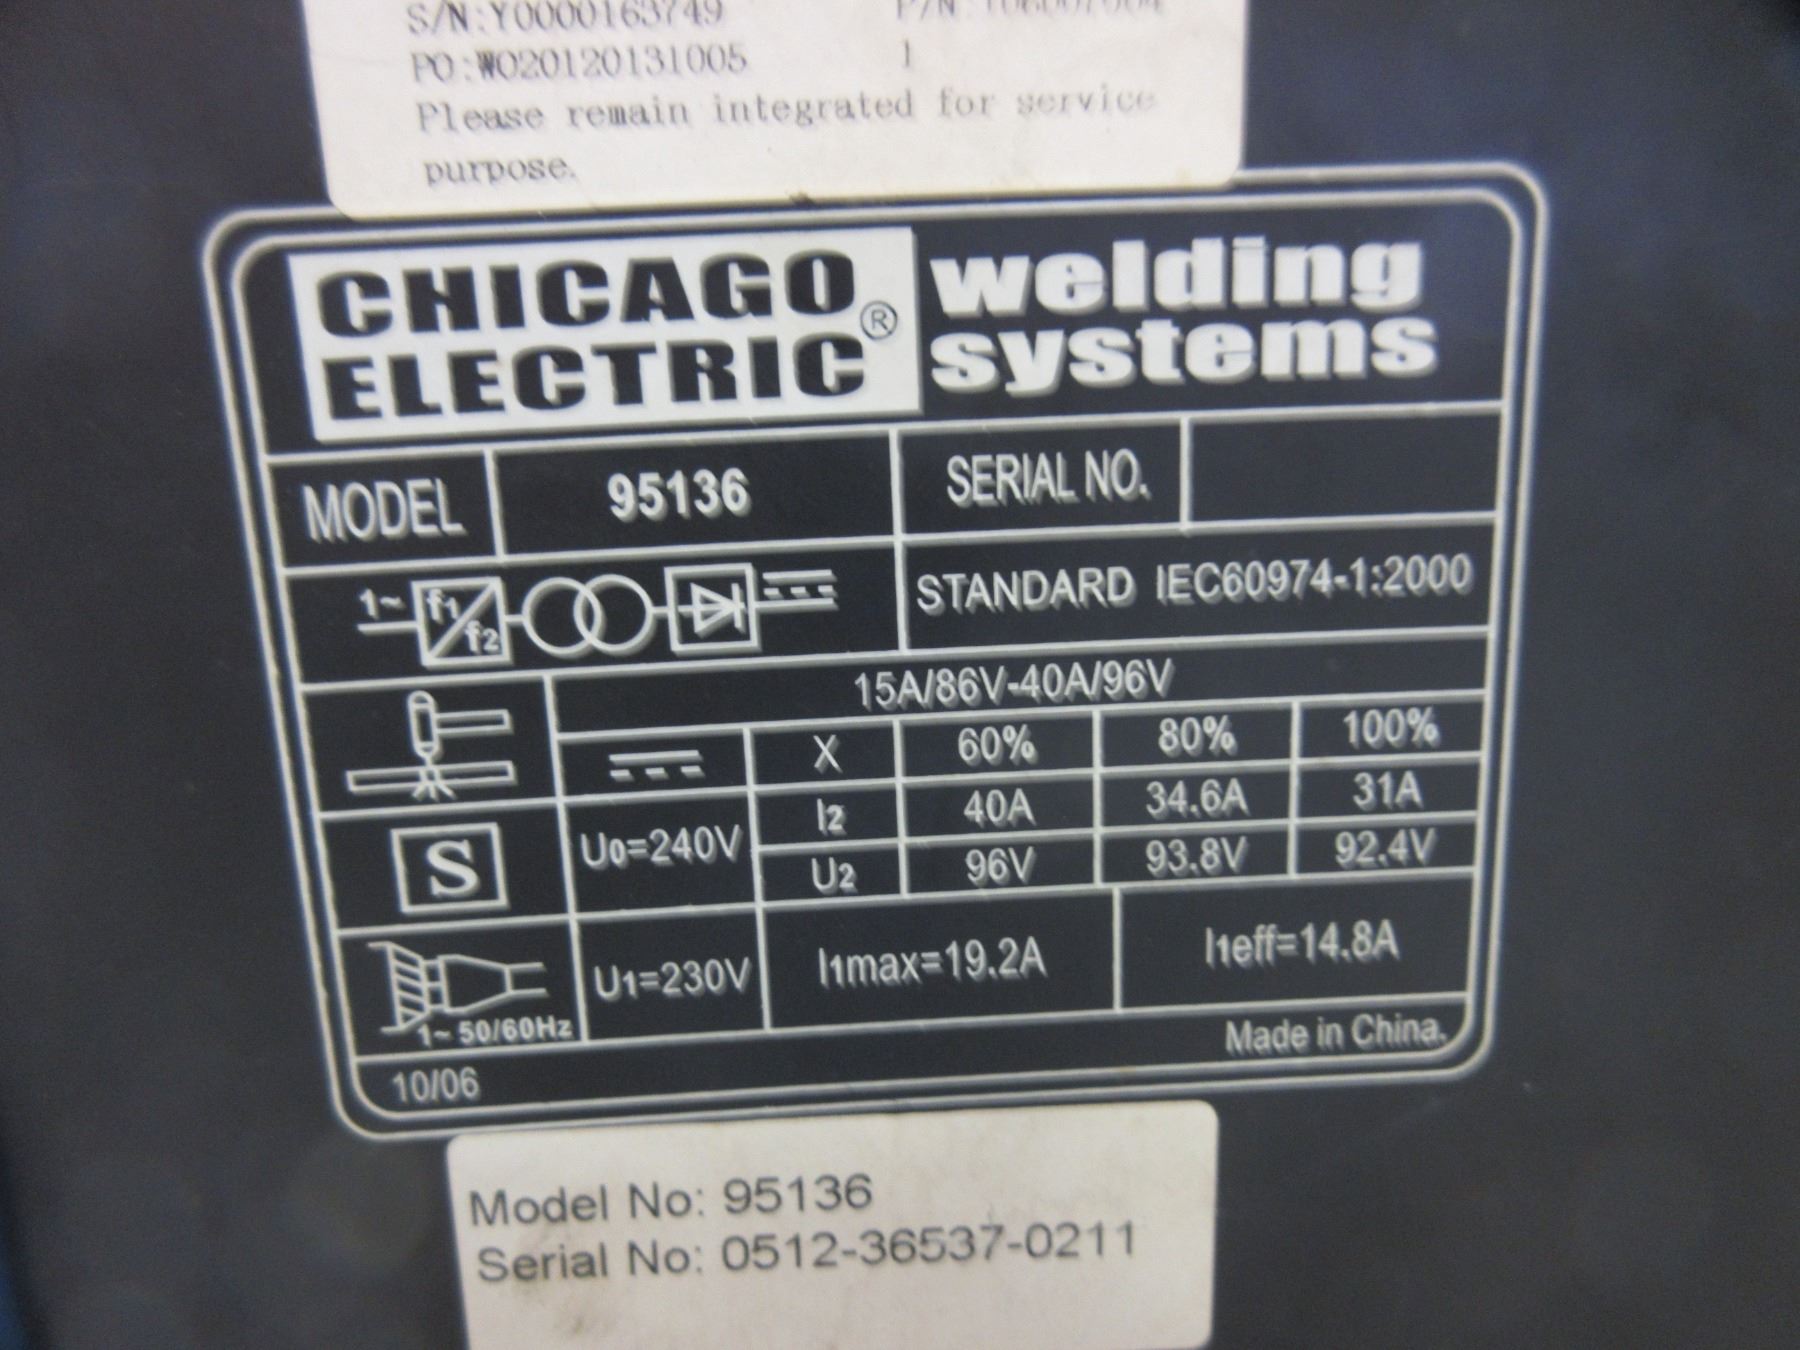 S/N:Y0000163749
PO:WO20120131005 1
Please remain integrated for service
purpose.
CHICAGO
ELECTRIC®
welding
systems
MODEL 95136 SERIAL NO.
1~ f1/f2 STANDARD IEC60974-1:2000
15A/86V-40A/96V
X 60% 80% 100%
I2 40A 34.6A 31A
S U0=240V
U2 96V 93.8V 92.4V
U1=230V I1max=19.2A I1eff=14.8A
1~ 50/60Hz
10/06 Made in China.
Model No: 95136
Serial No: 0512-36537-0211